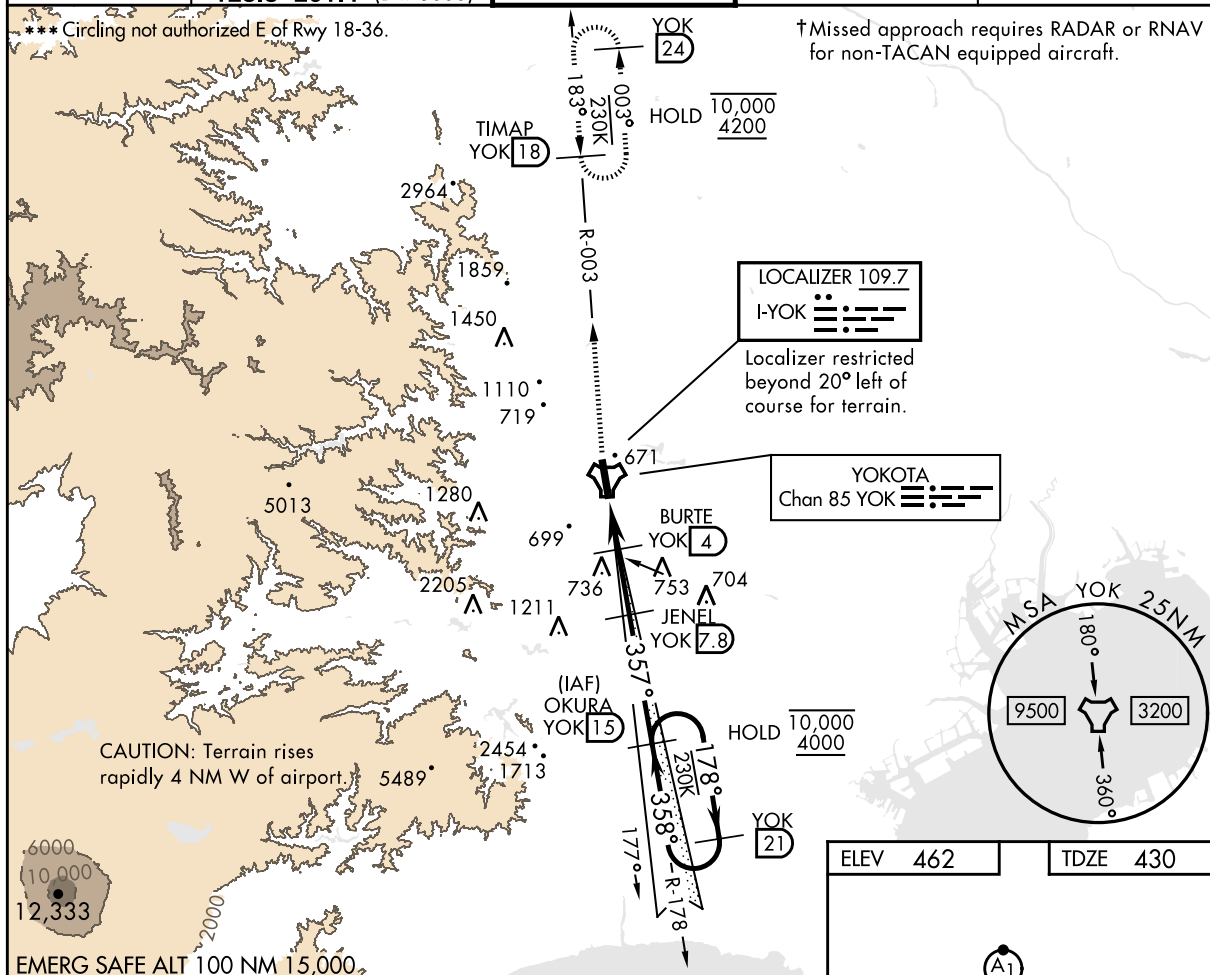 *** Circling not authorized E of Rwy 18-36.
†Missed approach requires RADAR or RNAV
for non-TACAN equipped aircraft.
YOK
24
183°
003°
230K
HOLD
10,000
4200
TIMAP
YOK 18
2964
R-003
1859
1450
1110
719
LOCALIZER 109.7
I-YOK
Localizer restricted
beyond 20° left of
course for terrain.
671
YOKOTA
Chan 85 YOK
5013
1280
699
BURTE
YOK 4
736
753
704
2205
1211
JENEL
YOK 7.8
357°
(IAF)
OKURA
YOK 15
HOLD
10,000
4000
178°
230K
358°
YOK
21
177°
R-178
MSA YOK 25NM
180°
9500
3200
360°
CAUTION: Terrain rises
rapidly 4 NM W of airport.
2454
1713
5489
6000
10,000
12,333
2000
EMERG SAFE ALT 100 NM 15,000
ELEV 462
TDZE 430
A1